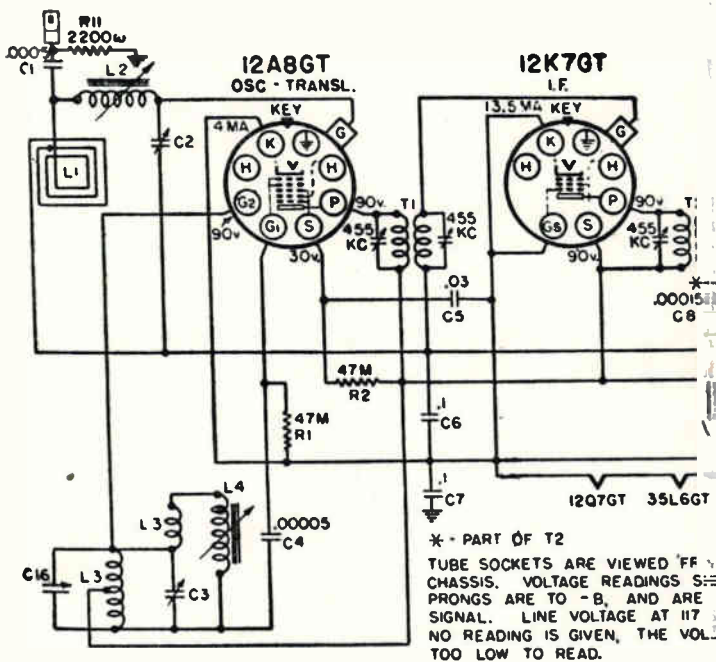 R11
2200ω
.0005
C1
L2
12A8GT
OSC - TRANSL.
KEY
12K7GT
I.F.
KEY
4 MA
13.5 MA
C2
L1
K
G
H
H
V
G2
P
G1
S
90v.
90v
30v.
T1
455
KC
455
KC
K
G
H
H
V
P
GS
S
90v.
90v.
455
KC
.03
C5
*
.00015
C8
47M
R2
47M
R1
.1
C6
.1
C7
L4
L3
.00005
C4
C16
L3
C3
12Q7GT
35L6GT
* - PART OF T2
TUBE SOCKETS ARE VIEWED
CHASSIS. VOLTAGE READINGS
PRONGS ARE TO -B, AND ARE
SIGNAL. LINE VOLTAGE AT 117
NO READING IS GIVEN, THE
TOO LOW TO READ.